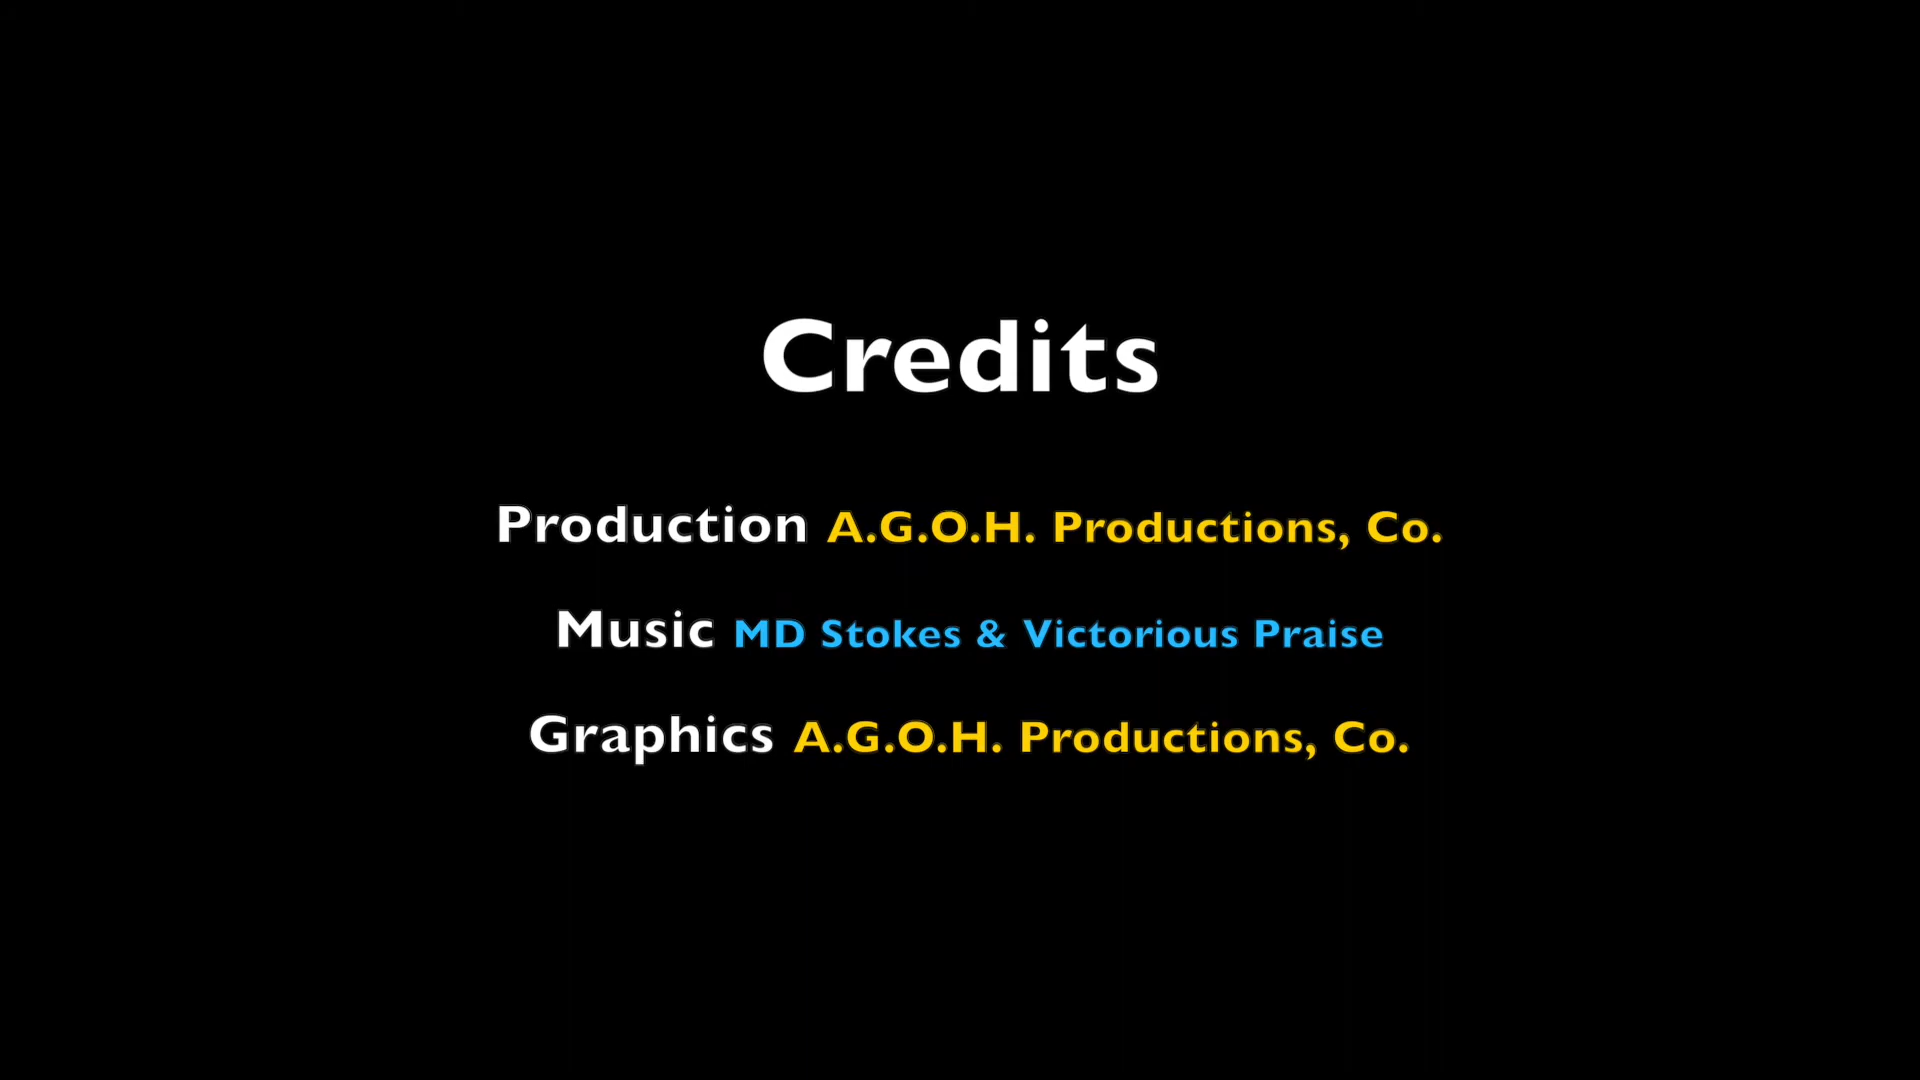 Credits
Production A.G.O.H. Productions, Co.
Music MD Stokes & Victorious Praise
Graphics A.G.O.H. Productions, Co.